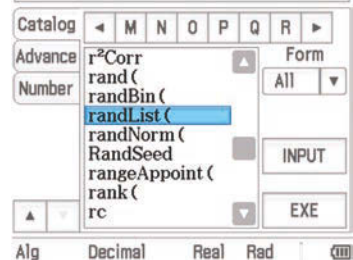 Catalog
M N O P Q R
Advance
Number
r²Corr
rand(
randBin(
randList(
randNorm(
RandSeed
rangeAppoint(
rank(
rc
Form
All
INPUT
EXE
Alg Decimal Real Rad